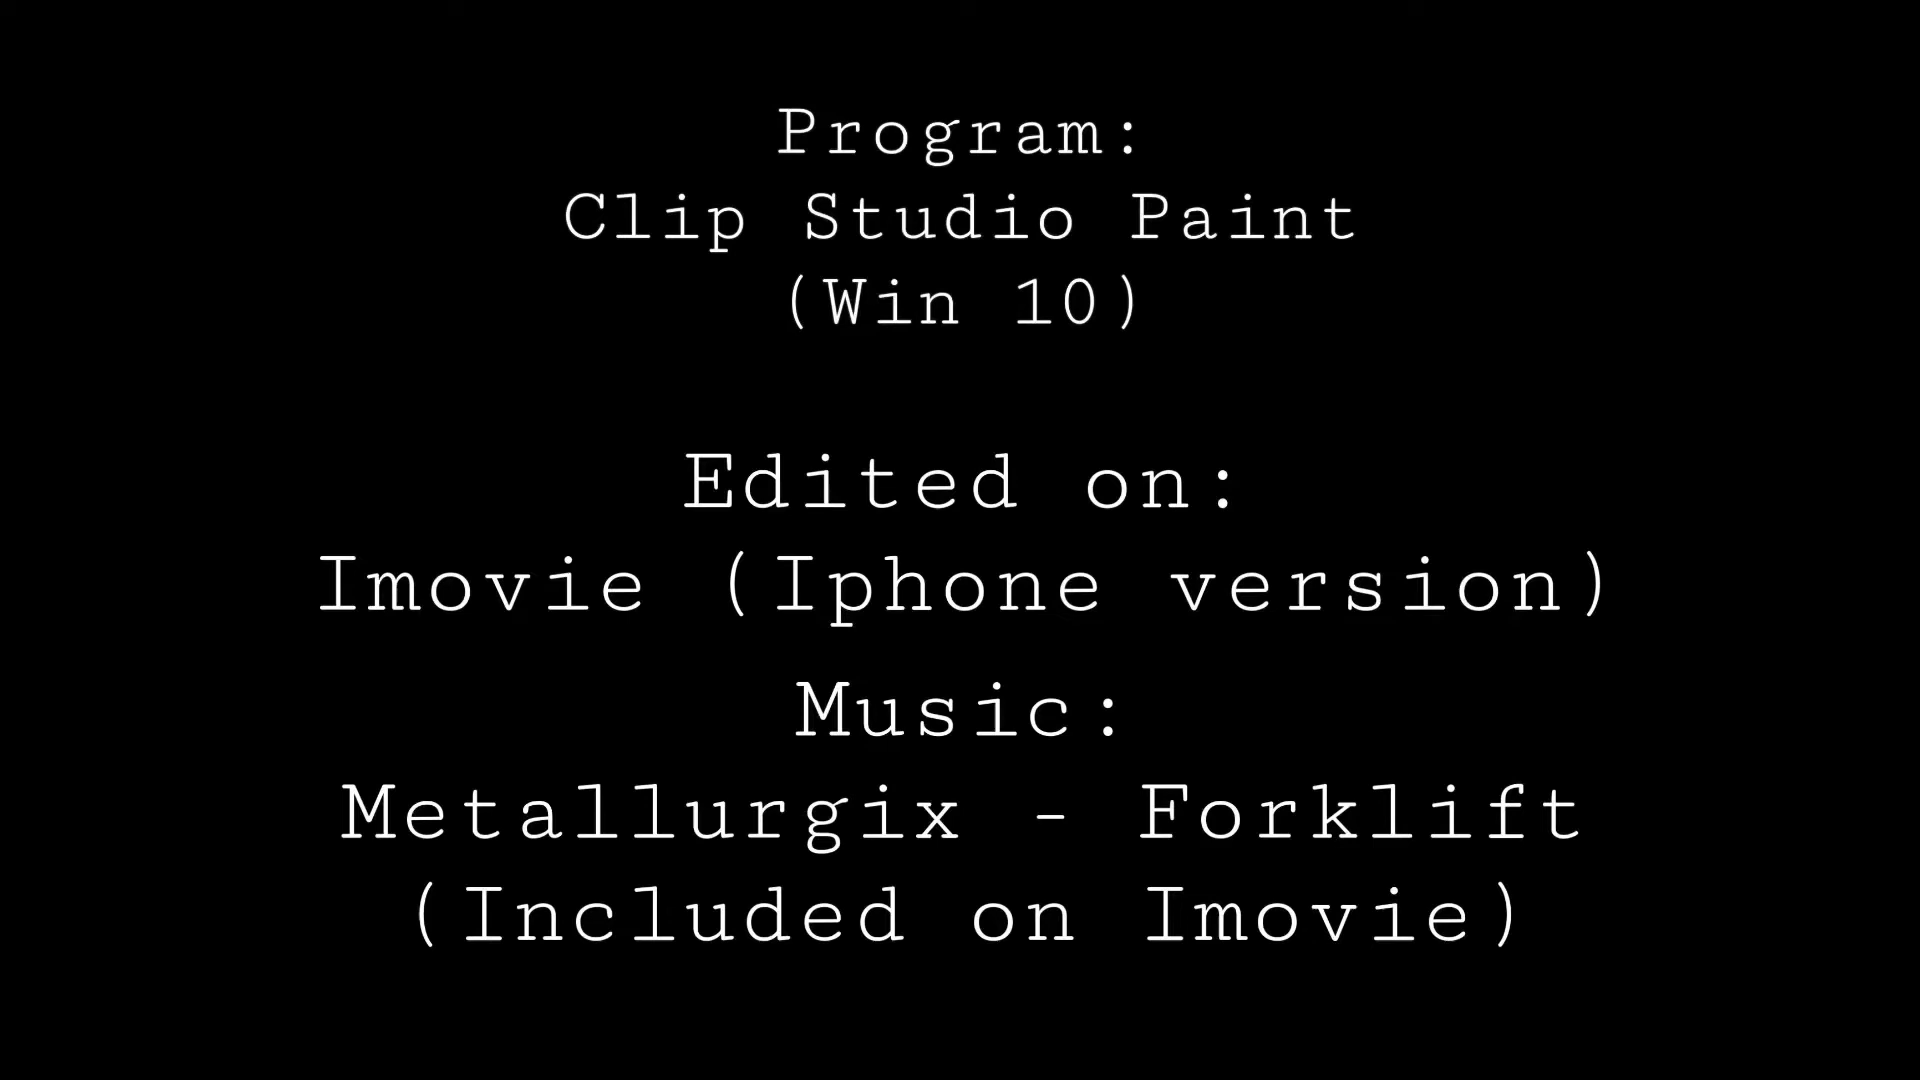 Program:
Clip Studio Paint
(Win 10)
Edited on:
Imovie (Iphone version)
Music:
Metallurgix - Forklift
(Included on Imovie)